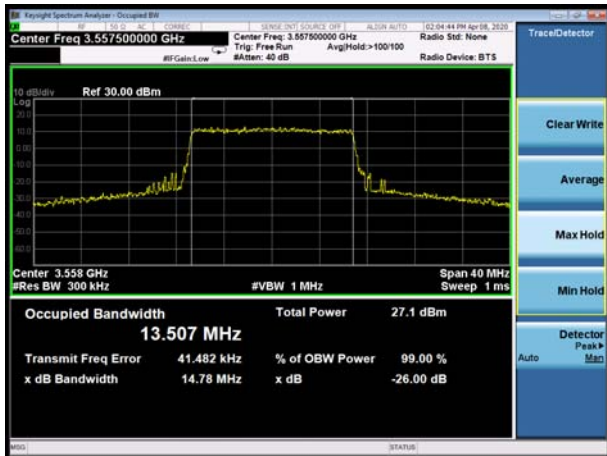 Keysight Spectrum Analyzer - Occupied BW
RF 50 Ω AC CORREC SENSE:INT SOURCE OFF ALIGN AUTO 02:04:44 PM Apr 08, 2020
Center Freq 3.557500000 GHz Center Freq: 3.557500000 GHz Radio Std: None Trace/Detector
Trig: Free Run Avg|Hold:>100/100
#IFGain:Low #Atten: 40 dB Radio Device: BTS
10 dB/div Ref 30.00 dBm
Log
20.0
10.0
0.00
-10.0
-20.0
-30.0
-40.0
-50.0
-60.0
Clear Write
Average
Max Hold
Min Hold
Center 3.558 GHz Span 40 MHz
#Res BW 300 kHz #VBW 1 MHz Sweep 1 ms
Occupied Bandwidth Total Power 27.1 dBm
13.507 MHz
Transmit Freq Error 41.482 kHz % of OBW Power 99.00 %
x dB Bandwidth 14.78 MHz x dB -26.00 dB
Detector
Peak▶
Auto Man
MSG STATUS